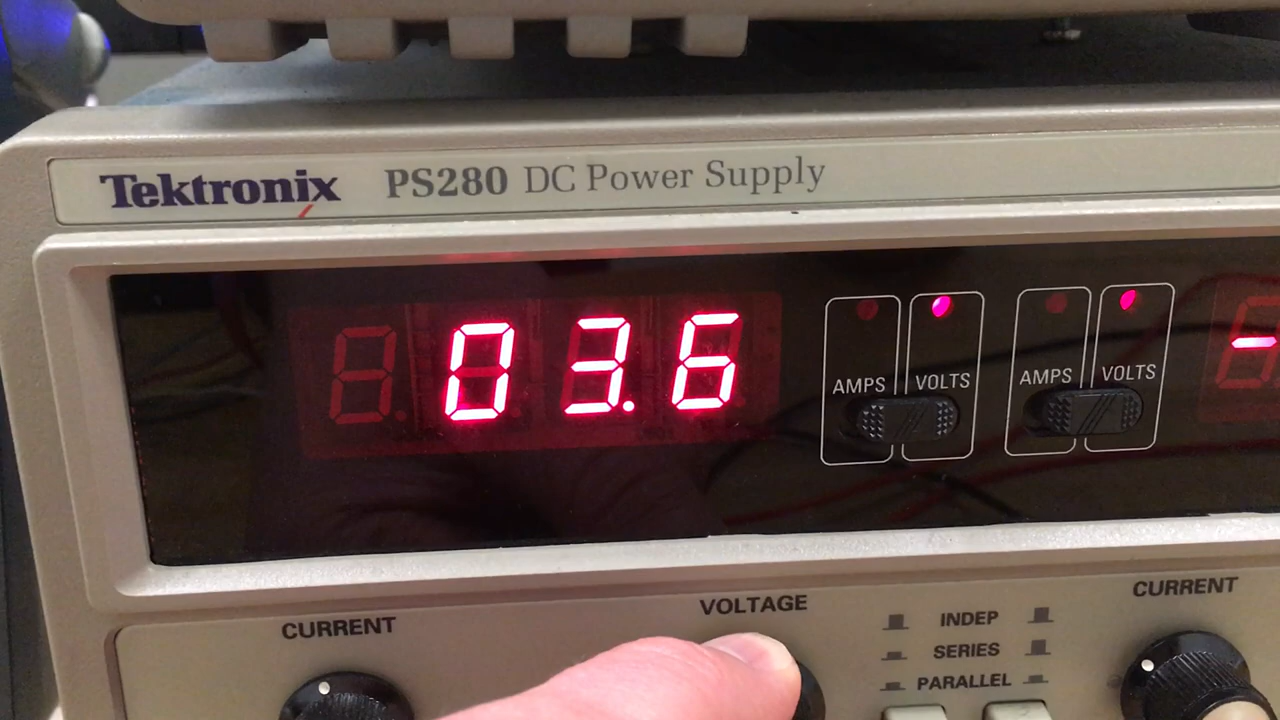 Tektronix PS280 DC Power Supply
03.6
AMPS VOLTS AMPS VOLTS
CURRENT VOLTAGE CURRENT
INDEP
SERIES
PARALLEL